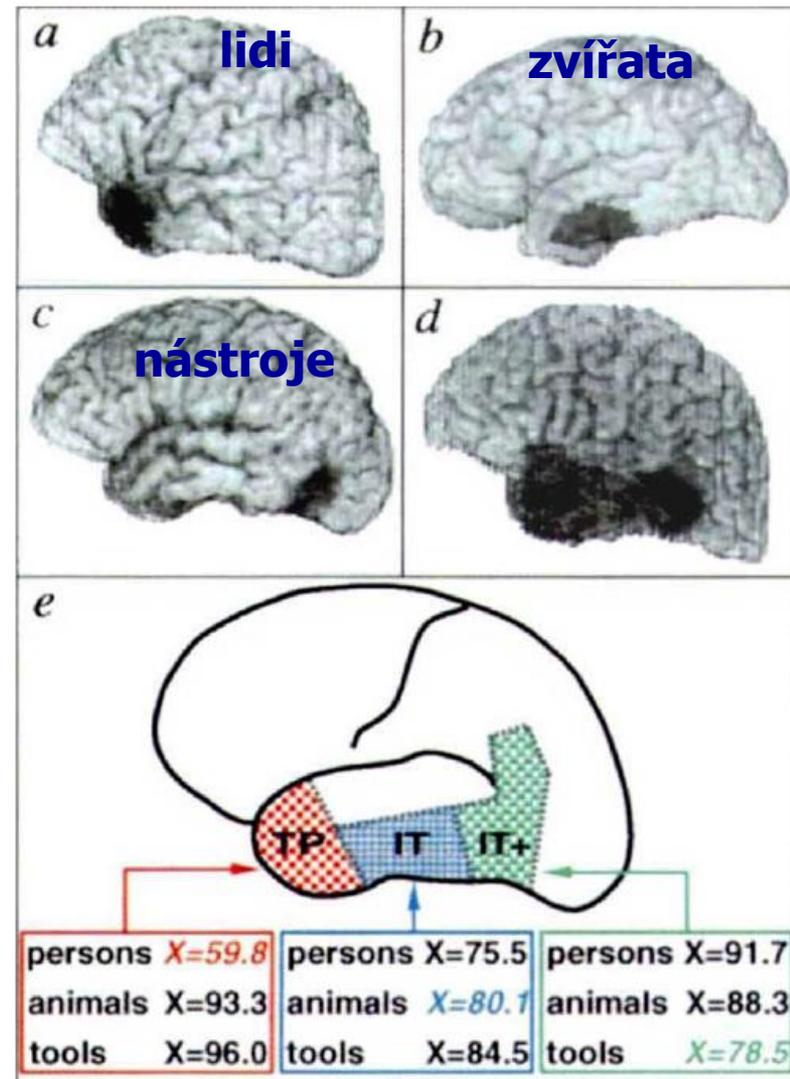 a
lidi
b
zvířata
c
nástroje
d
e
TP
IT
IT+
persons X=59.8
animals X=93.3
tools X=96.0
persons X=75.5
animals X=80.1
tools X=84.5
persons X=91.7
animals X=88.3
tools X=78.5